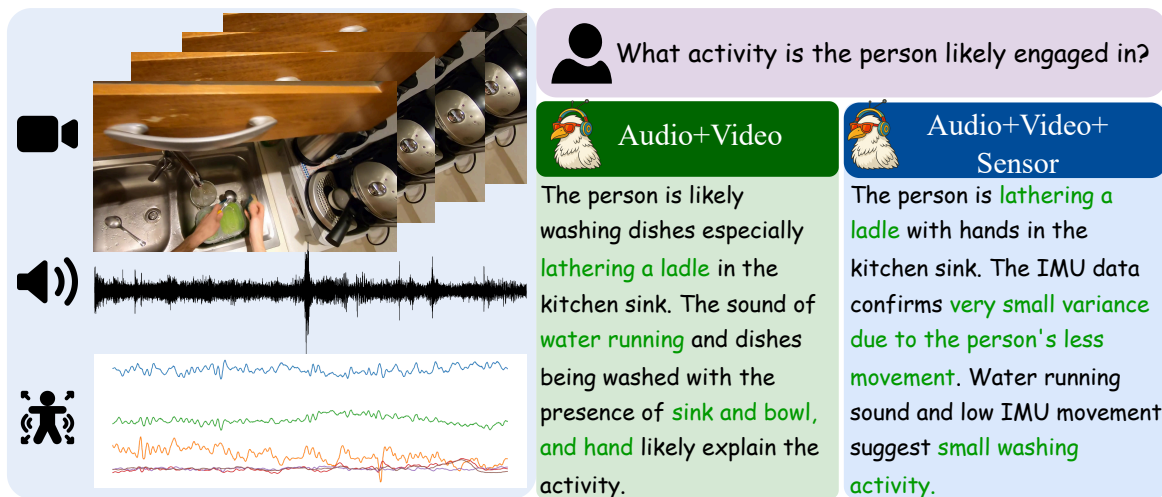 What activity is the person likely engaged in?
Audio+Video
The person is likely
washing dishes especially
lathering a ladle in the
kitchen sink. The sound of
water running and dishes
being washed with the
presence of sink and bowl,
and hand likely explain the
activity.
Audio+Video+
Sensor
The person is lathering a
ladle with hands in the
kitchen sink. The IMU data
confirms very small variance
due to the person's less
movement. Water running
sound and low IMU movement
suggest small washing
activity.